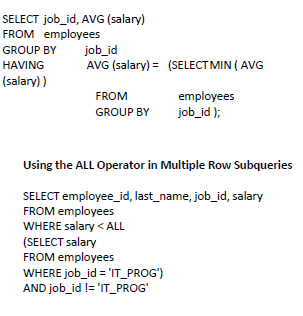 SELECT job_id, AVG (salary)
FROM employees
GROUP BY job_id
HAVING AVG (salary) = (SELECTMIN ( AVG
(salary) )
FROM employees
GROUP BY job_id );
Using the ALL Operator in Multiple Row Subqueries
SELECT employee_id, last_name, job_id, salary
FROM employees
WHERE salary < ALL
(SELECT salary
FROM employees
WHERE job_id = 'IT_PROG')
AND job_id != 'IT_PROG'